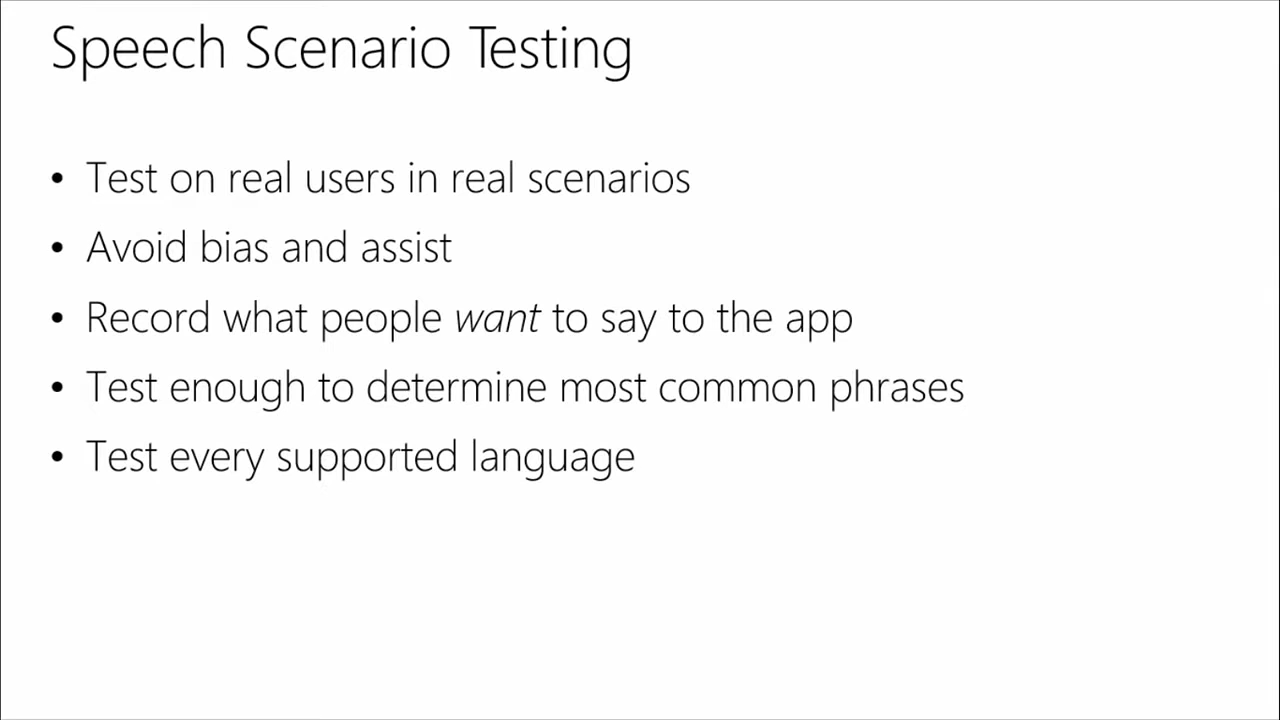 Speech Scenario Testing
• Test on real users in real scenarios
• Avoid bias and assist
• Record what people want to say to the app
• Test enough to determine most common phrases
• Test every supported language